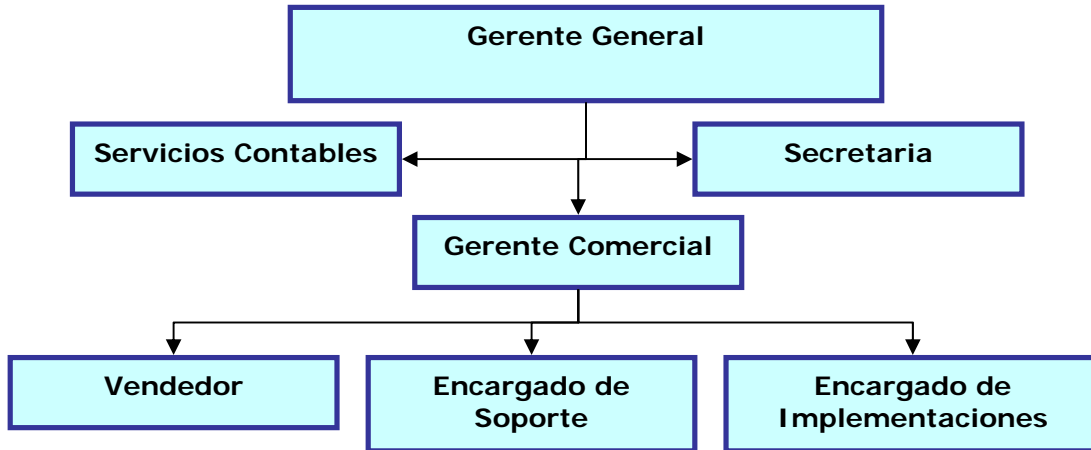 Gerente General
Servicios Contables
Secretaria
Gerente Comercial
Vendedor
Encargado de
Soporte
Encargado de
Implementaciones